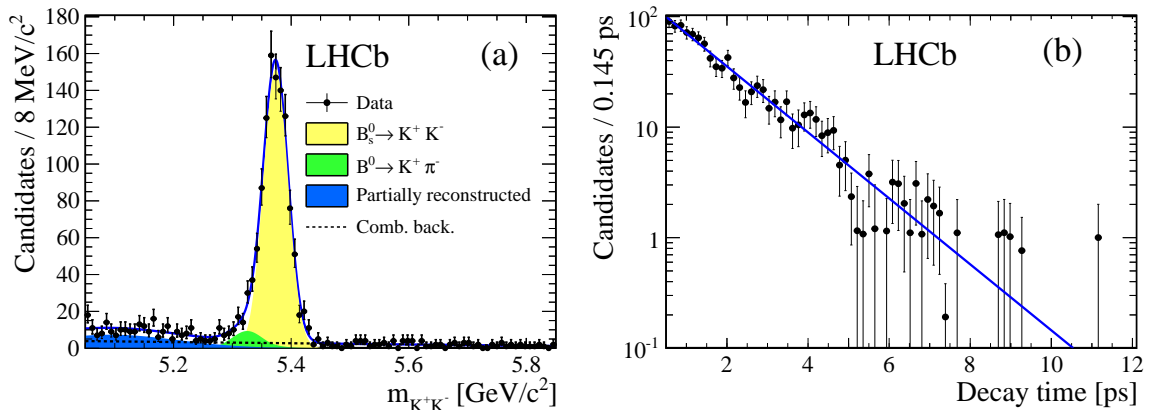 Candidates / 8 MeV/c²
180
160
140
120
100
80
60
40
20
0
LHCb
(a)
Data
B⁰ₛ→ K⁺ K⁻
B⁰→ K⁺ π⁻
Partially reconstructed
Comb. back.
5.2
5.4
5.6
5.8
m_K⁺K⁻ [GeV/c²]
Candidates / 0.145 ps
10²
10
1
10⁻¹
LHCb
(b)
2
4
6
8
10
12
Decay time [ps]